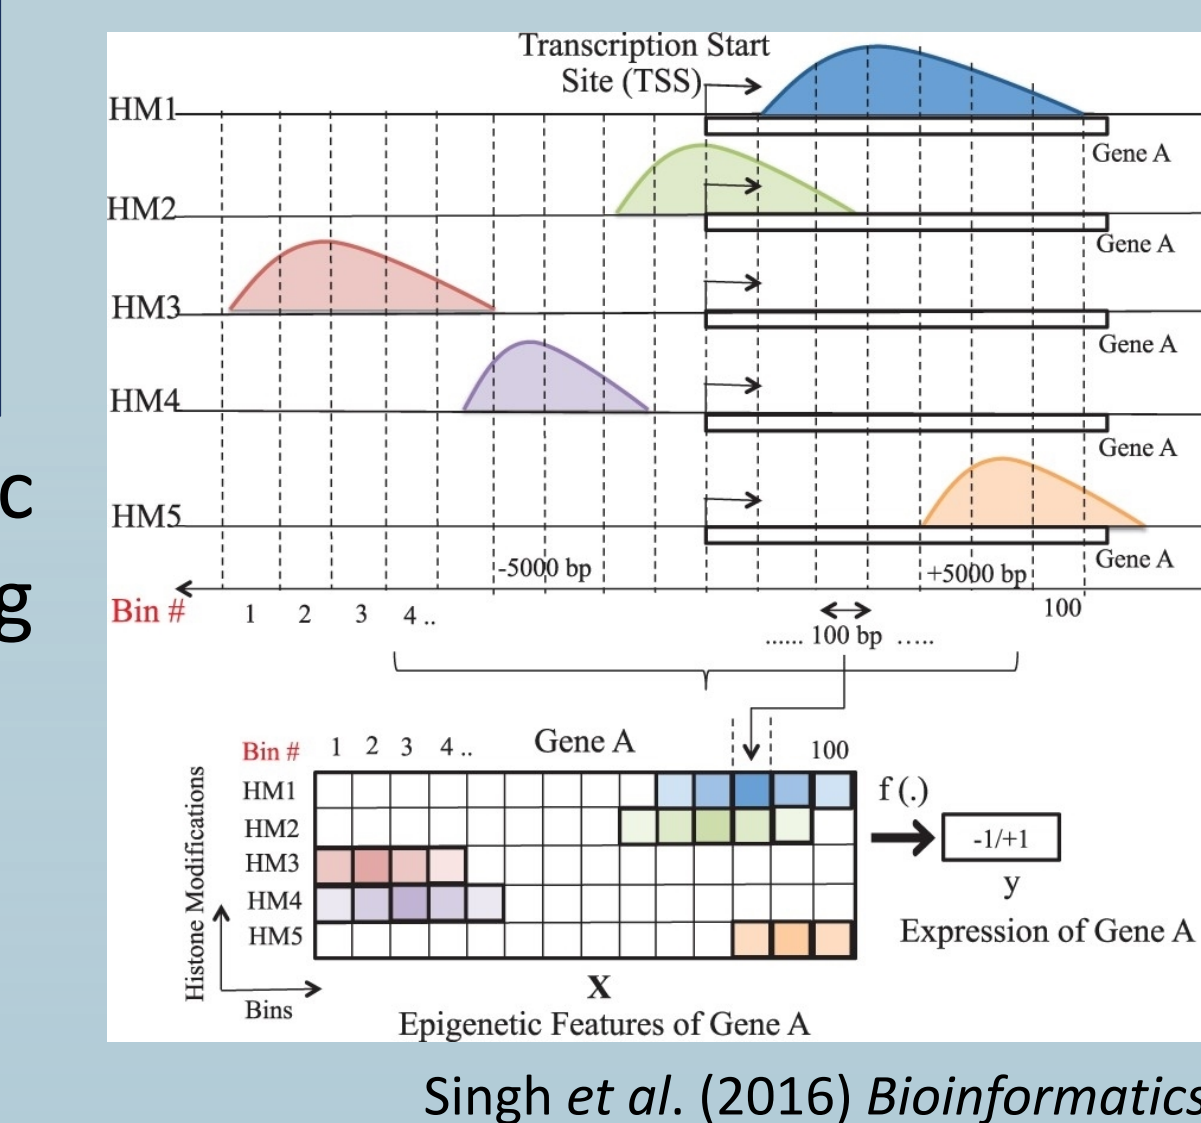 Transcription Start
Site (TSS)
HM1
Gene A
HM2
Gene A
HM3
Gene A
HM4
Gene A
HM5
Gene A
-5000 bp
+5000 bp
Bin #
1 2 3 4 ..
100
...... 100 bp .....
c
g
Bin # 1 2 3 4 .. Gene A 100
Histone Modifications
HM1
HM2
HM3
HM4
HM5
f (.)
-1/+1
y
Expression of Gene A
Bins
X
Epigenetic Features of Gene A
Singh et al. (2016) Bioinformatics